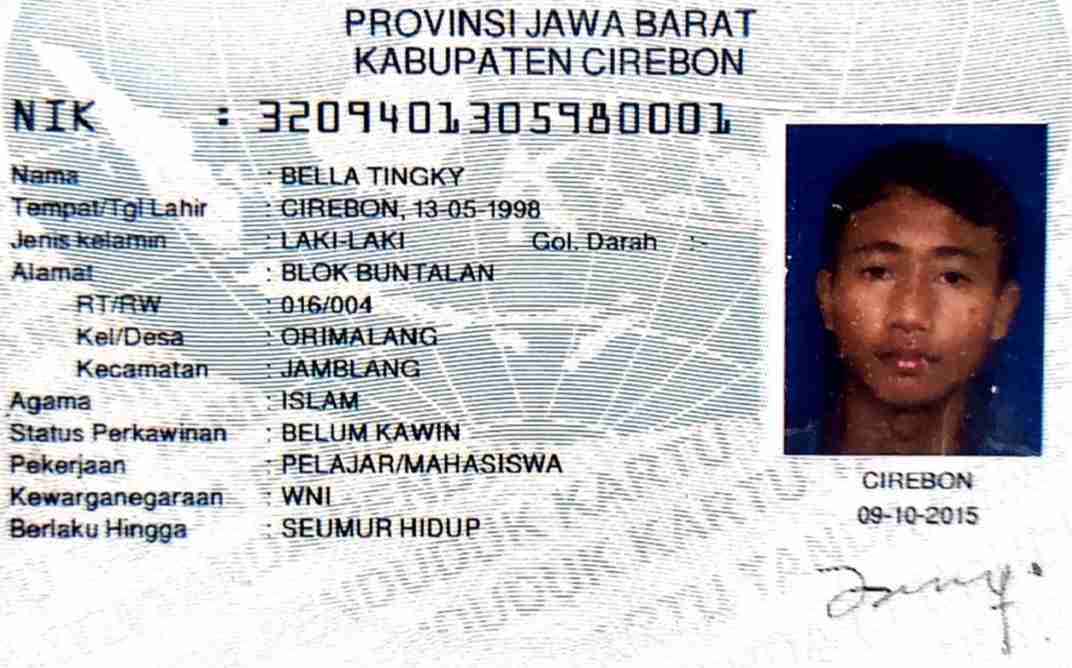 PROVINSI JAWA BARAT
KABUPATEN CIREBON
NIK : 3209401305980001
Nama : BELLA TINGKY
Tempat/Tgl Lahir : CIREBON, 13-05-1998
Jenis kelamin : LAKI-LAKI Gol. Darah :-
Alamat : BLOK BUNTALAN
RT/RW : 016/004
Kel/Desa : ORIMALANG
Kecamatan : JAMBLANG
Agama : ISLAM
Status Perkawinan : BELUM KAWIN
Pekerjaan : PELAJAR/MAHASISWA
Kewarganegaraan : WNI
Berlaku Hingga : SEUMUR HIDUP
CIREBON
09-10-2015